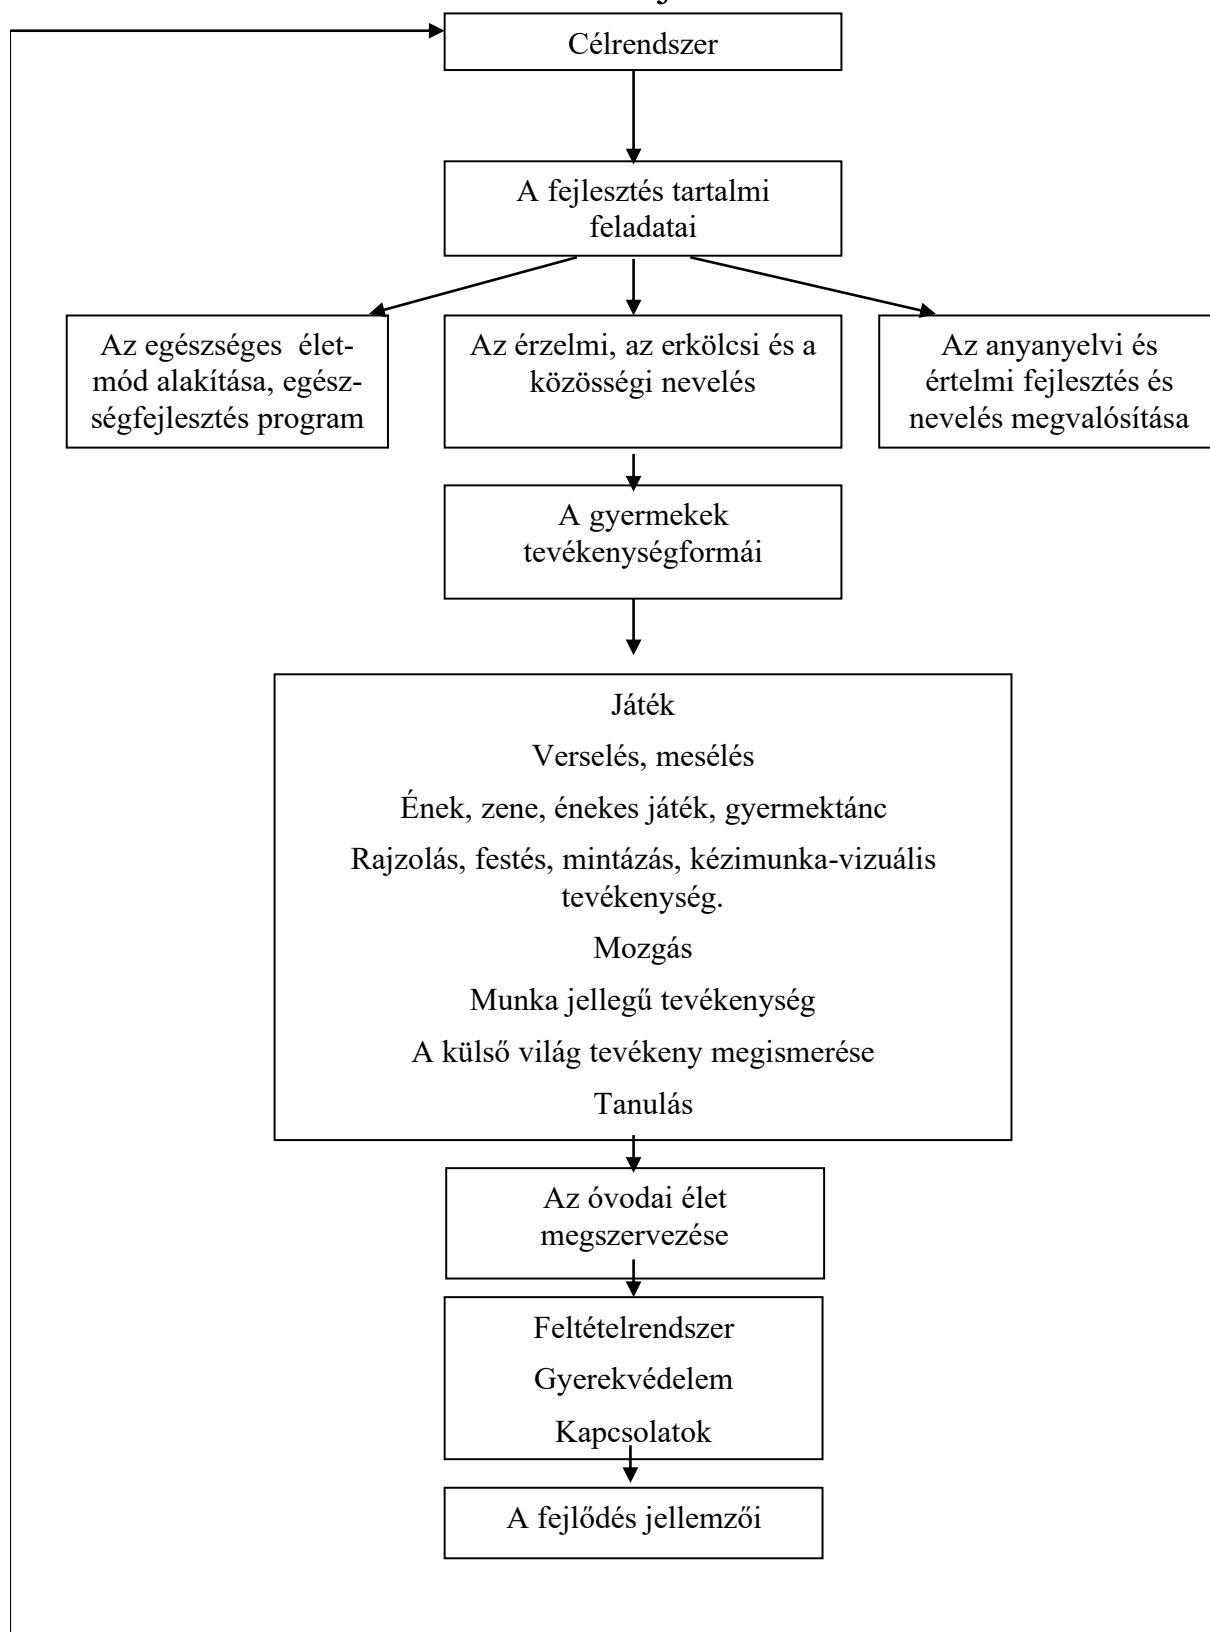 Célrendszer
A fejlesztés tartalmi
feladatai
Az egészséges élet-
mód alakítása, egész-
ségfejlesztés program
Az érzelmi, az erkölcsi és a
közösségi nevelés
Az anyanyelvi és
értelmi fejlesztés és
nevelés megvalósítása
A gyermekek
tevékenységformái
Játék
Verselés, mesélés
Ének, zene, énekes játék, gyermektánc
Rajzolás, festés, mintázás, kézimunka-vizuális
tevékenység.
Mozgás
Munka jellegű tevékenység
A külső világ tevékeny megismerése
Tanulás
Az óvodai élet
megszervezése
Feltételrendszer
Gyerekvédelem
Kapcsolatok
A fejlődés jellemzői